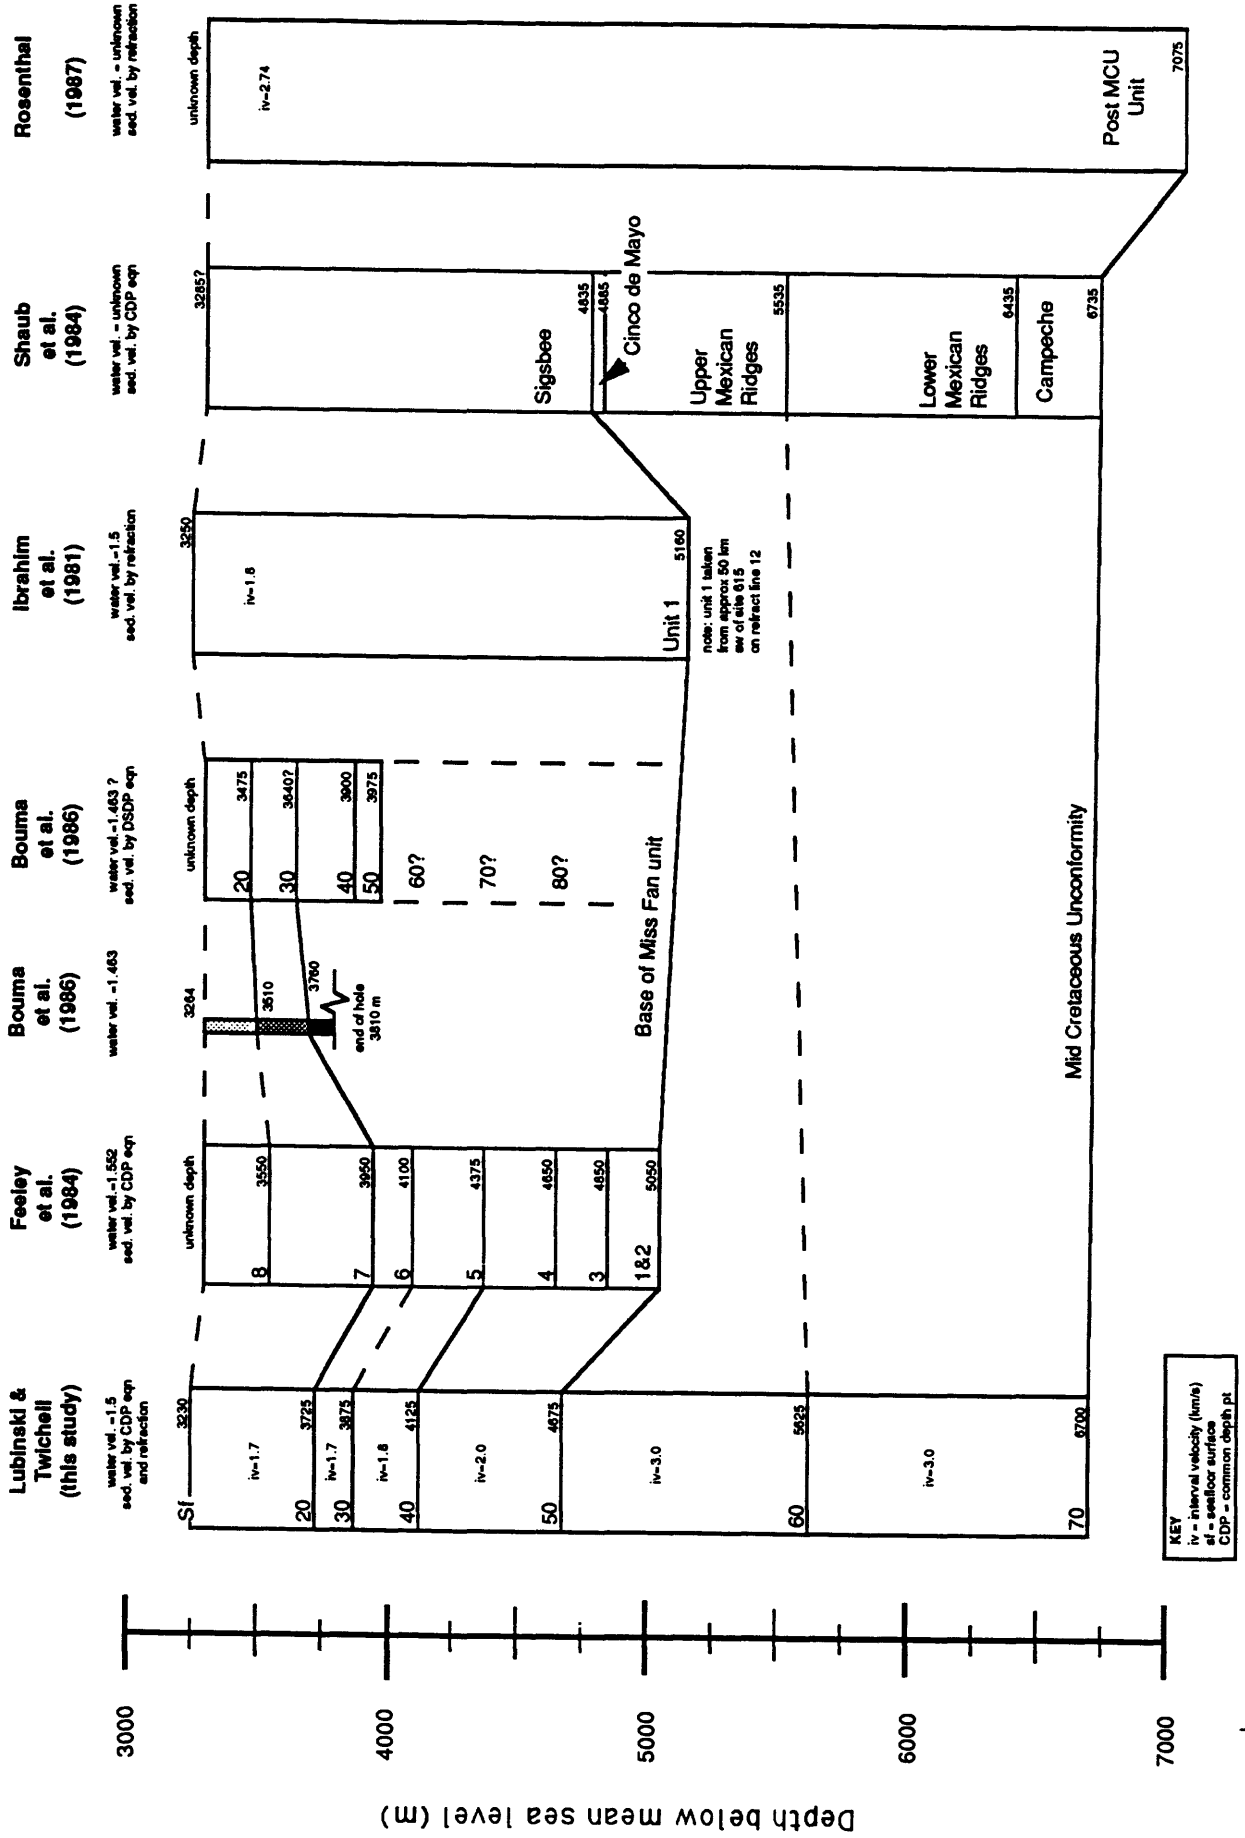 Lubinski &
Twichell
(this study)
water vel. =1.5
sed. vel. by CDP eqn
and refraction
Sf
3230
iv=1.7
20
3725
iv=1.7
30
3875
iv=1.8
40
4125
iv=2.0
50
4675
iv=3.0
60
5625
iv=3.0
70
6700
Feeley
et al.
(1984)
water vel.=1.552
sed. vel. by CDP eqn
unknown depth
8
3550
7
3950
6
4100
5
4375
4
4650
3
4850
1&2
5050
Bouma
et al.
(1986)
water vel. =1.463
3264
3510
3760
end of hole
3810 m
Bouma
et al.
(1986)
water vel.=1.463 ?
sed. vel. by DSDP eqn
unknown depth
20
3475
30
3640?
40
3900
50
3975
60?
70?
80?
Base of Miss Fan unit
Ibrahim
et al.
(1981)
water vel.=1.5
sed. vel. by refraction
3250
iv=1.8
Unit 1
5160
note: unit 1 taken
from approx 50 km
sw of site 615
on refract line 12
Shaub
et al.
(1984)
water vel. = unknown
sed. vel. by CDP eqn
3285?
Sigsbee
4835
4885
Cinco de Mayo
Upper
Mexican
Ridges
5535
Lower
Mexican
Ridges
6435
Campeche
6735
Rosenthal
(1987)
water vel. = unknown
sed. vel. by refraction
unknown depth
iv=2.74
Post MCU
Unit
7075
Mid Cretaceous Unconformity
KEY
iv = interval velocity (km/s)
sf = seafloor surface
CDP = common depth pt
3000
4000
5000
6000
7000
Depth below mean sea level (m)